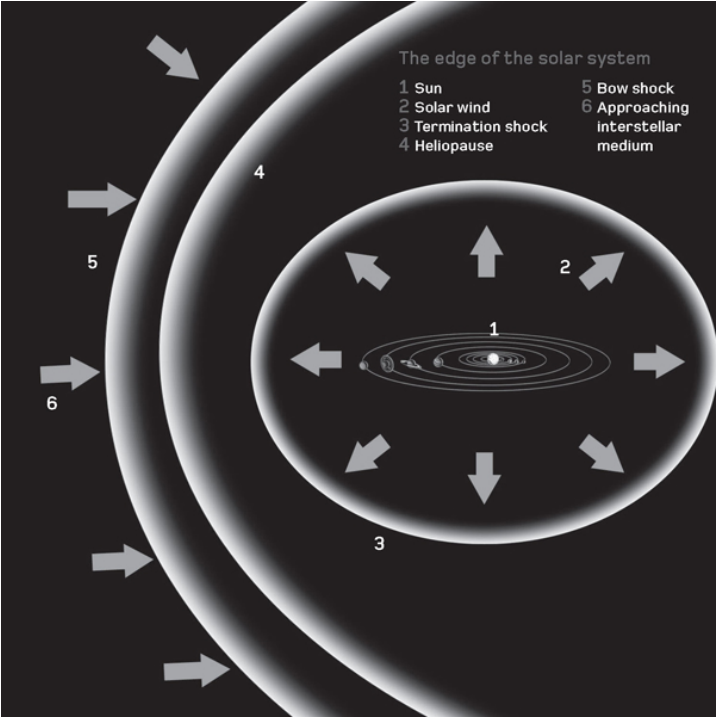 The edge of the solar system
1 Sun
2 Solar wind
3 Termination shock
4 Heliopause
5 Bow shock
6 Approaching
interstellar
medium
4
5
2
1
6
3